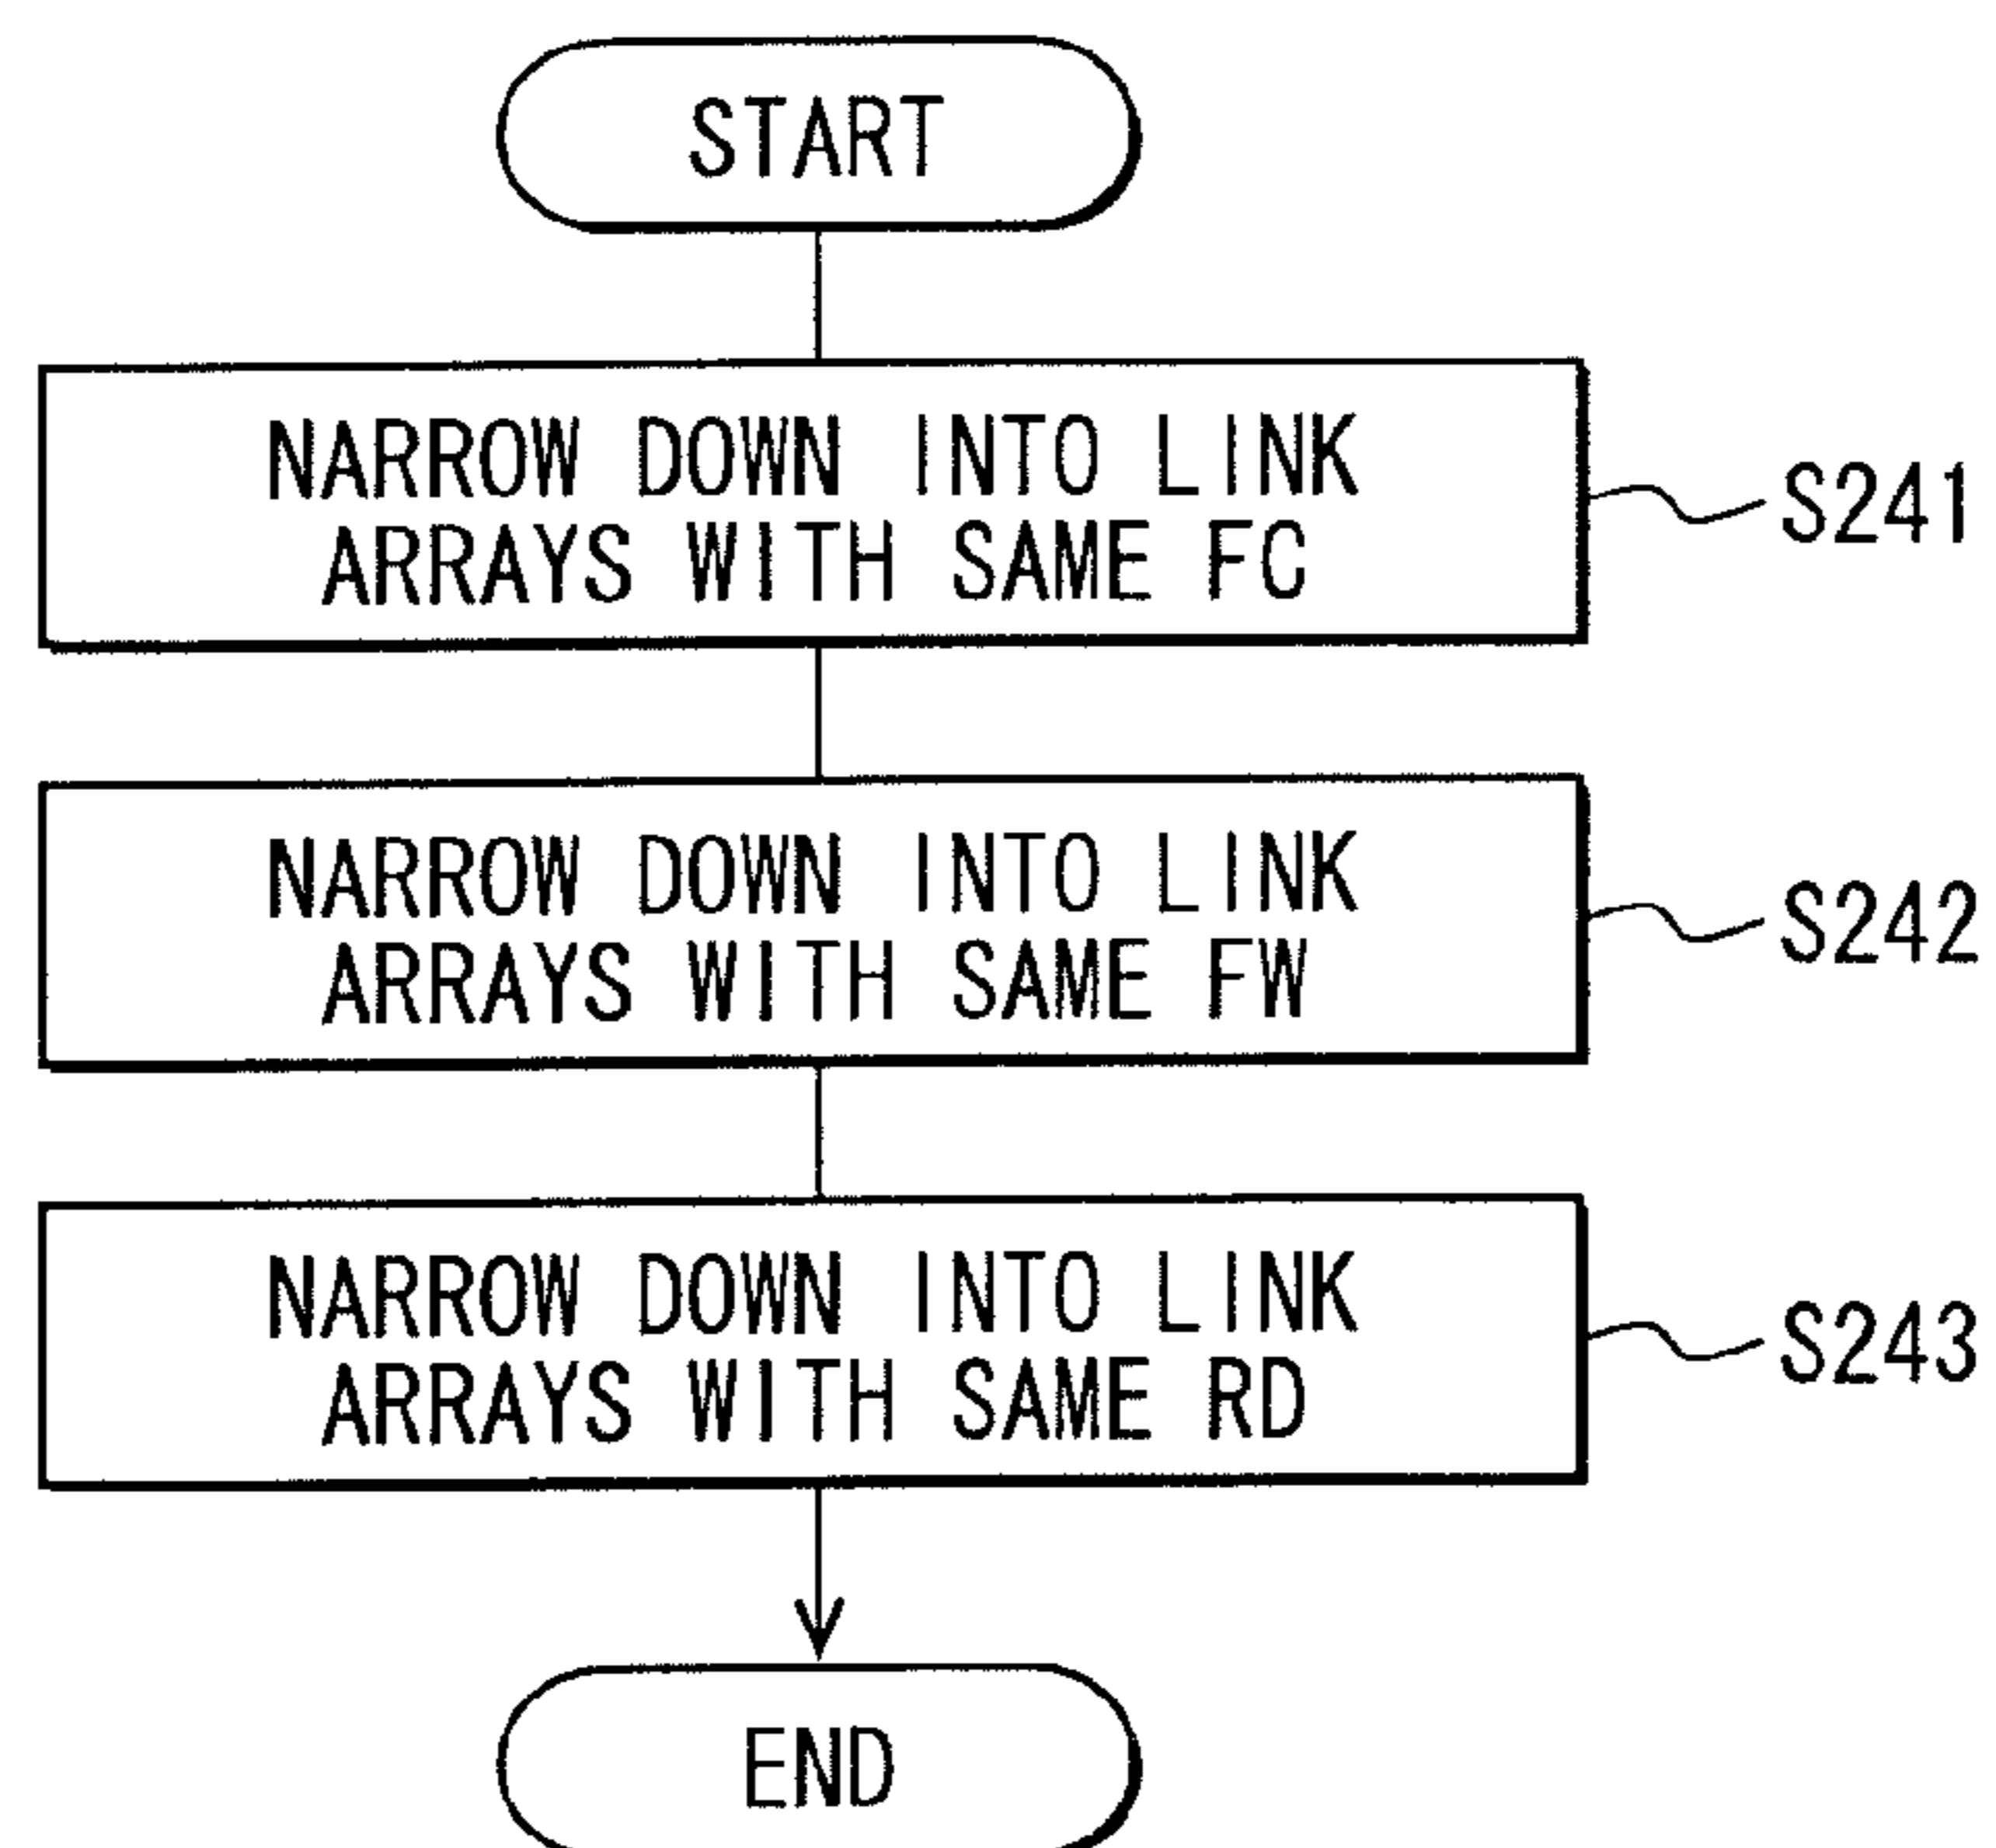 START
NARROW DOWN INTO LINK
ARRAYS WITH SAME FC
S241
NARROW DOWN INTO LINK
ARRAYS WITH SAME FW
S242
NARROW DOWN INTO LINK
ARRAYS WITH SAME RD
S243
END